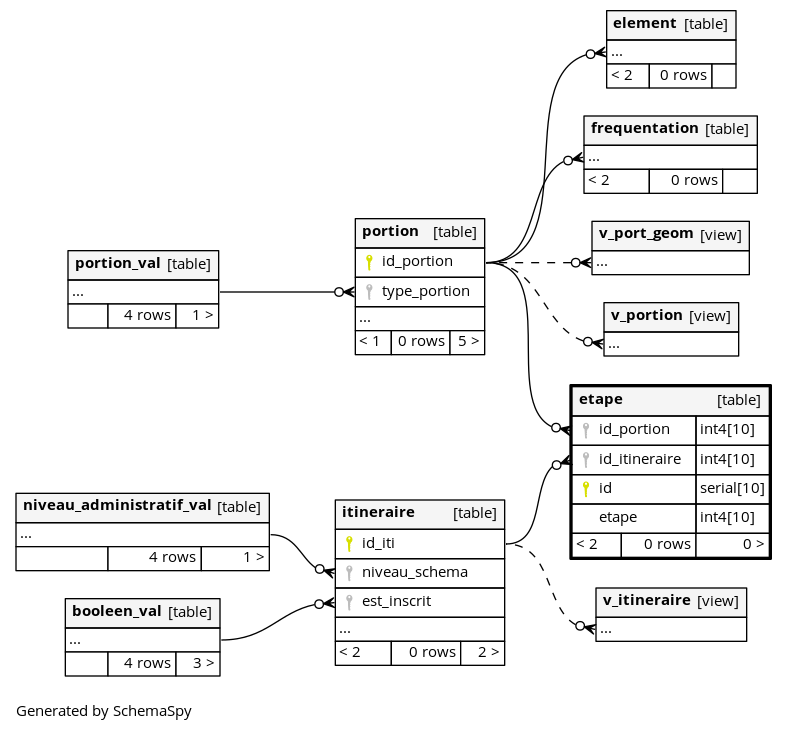 element [table]
...
< 2 0 rows
frequentation [table]
...
< 2 0 rows
portion [table]
id_portion
type_portion
...
< 1 0 rows 5 >
v_port_geom [view]
...
portion_val [table]
...
4 rows 1 >
v_portion [view]
...
etape [table]
id_portion int4[10]
id_itineraire int4[10]
id serial[10]
etape int4[10]
< 2 0 rows 0 >
niveau_administratif_val [table]
...
4 rows 1 >
itineraire [table]
id_iti
niveau_schema
est_inscrit
...
< 2 0 rows 2 >
booleen_val [table]
...
4 rows 3 >
v_itineraire [view]
...
Generated by SchemaSpy